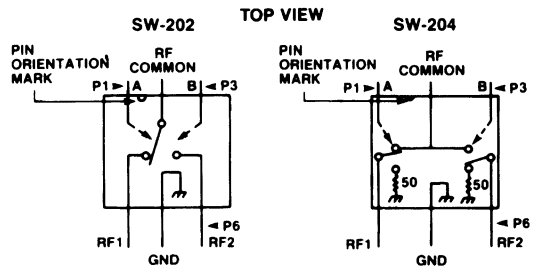 TOP VIEW
SW-202
SW-204
PIN
ORIENTATION
MARK
RF
COMMON
P1
A
B
P3
RF1
GND
RF2
P6
PIN
ORIENTATION
MARK
RF
COMMON
P1
A
B
P3
50
50
RF1
GND
RF2
P6